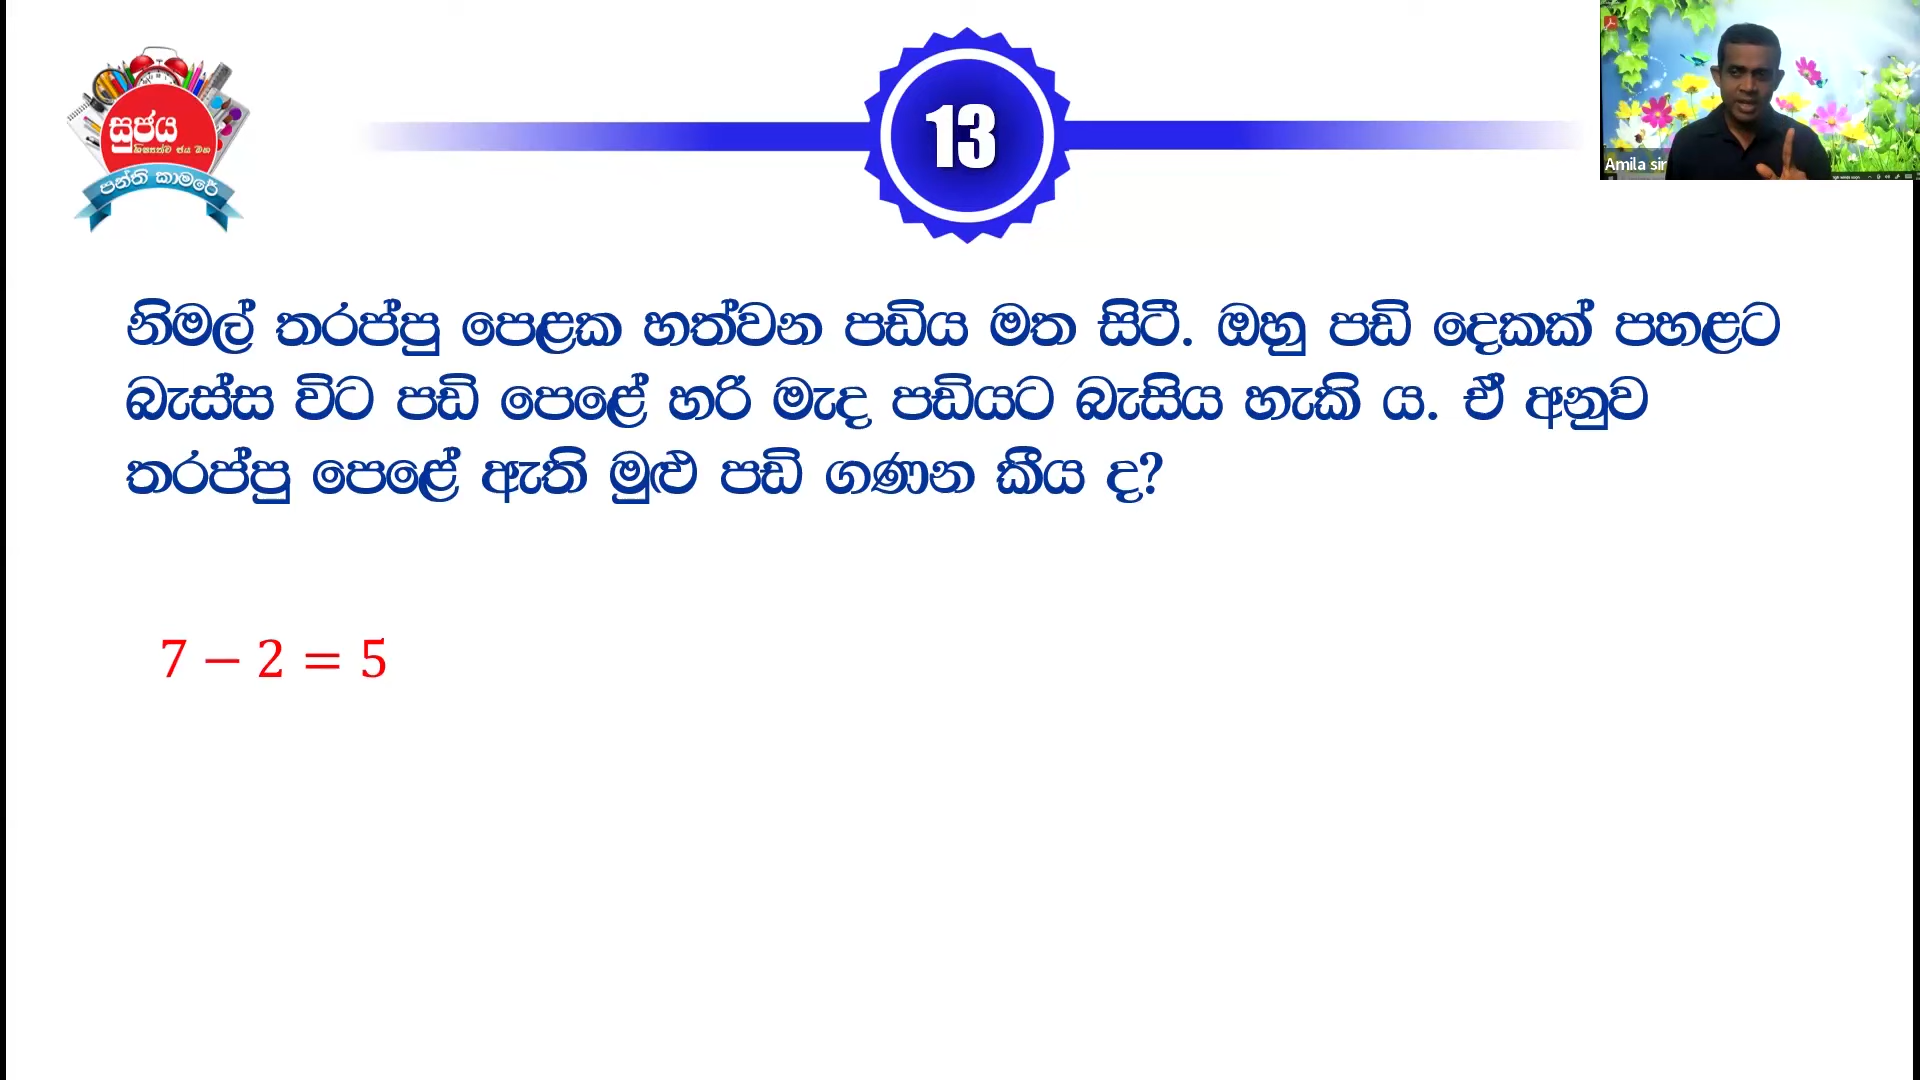 සුජය
පන්ති කාමරේ
13
Amila sir
නිමල් තරප්පු පෙළක හත්වන පඩිය මත සිටී. ඔහු පඩි දෙකක් පහළට
බැස්ස විට පඩි පෙළේ හරි මැද පඩියට බැසිය හැකි ය. ඒ අනුව
තරප්පු පෙළේ ඇති මුළු පඩි ගණන කීය ද?
7 − 2 = 5